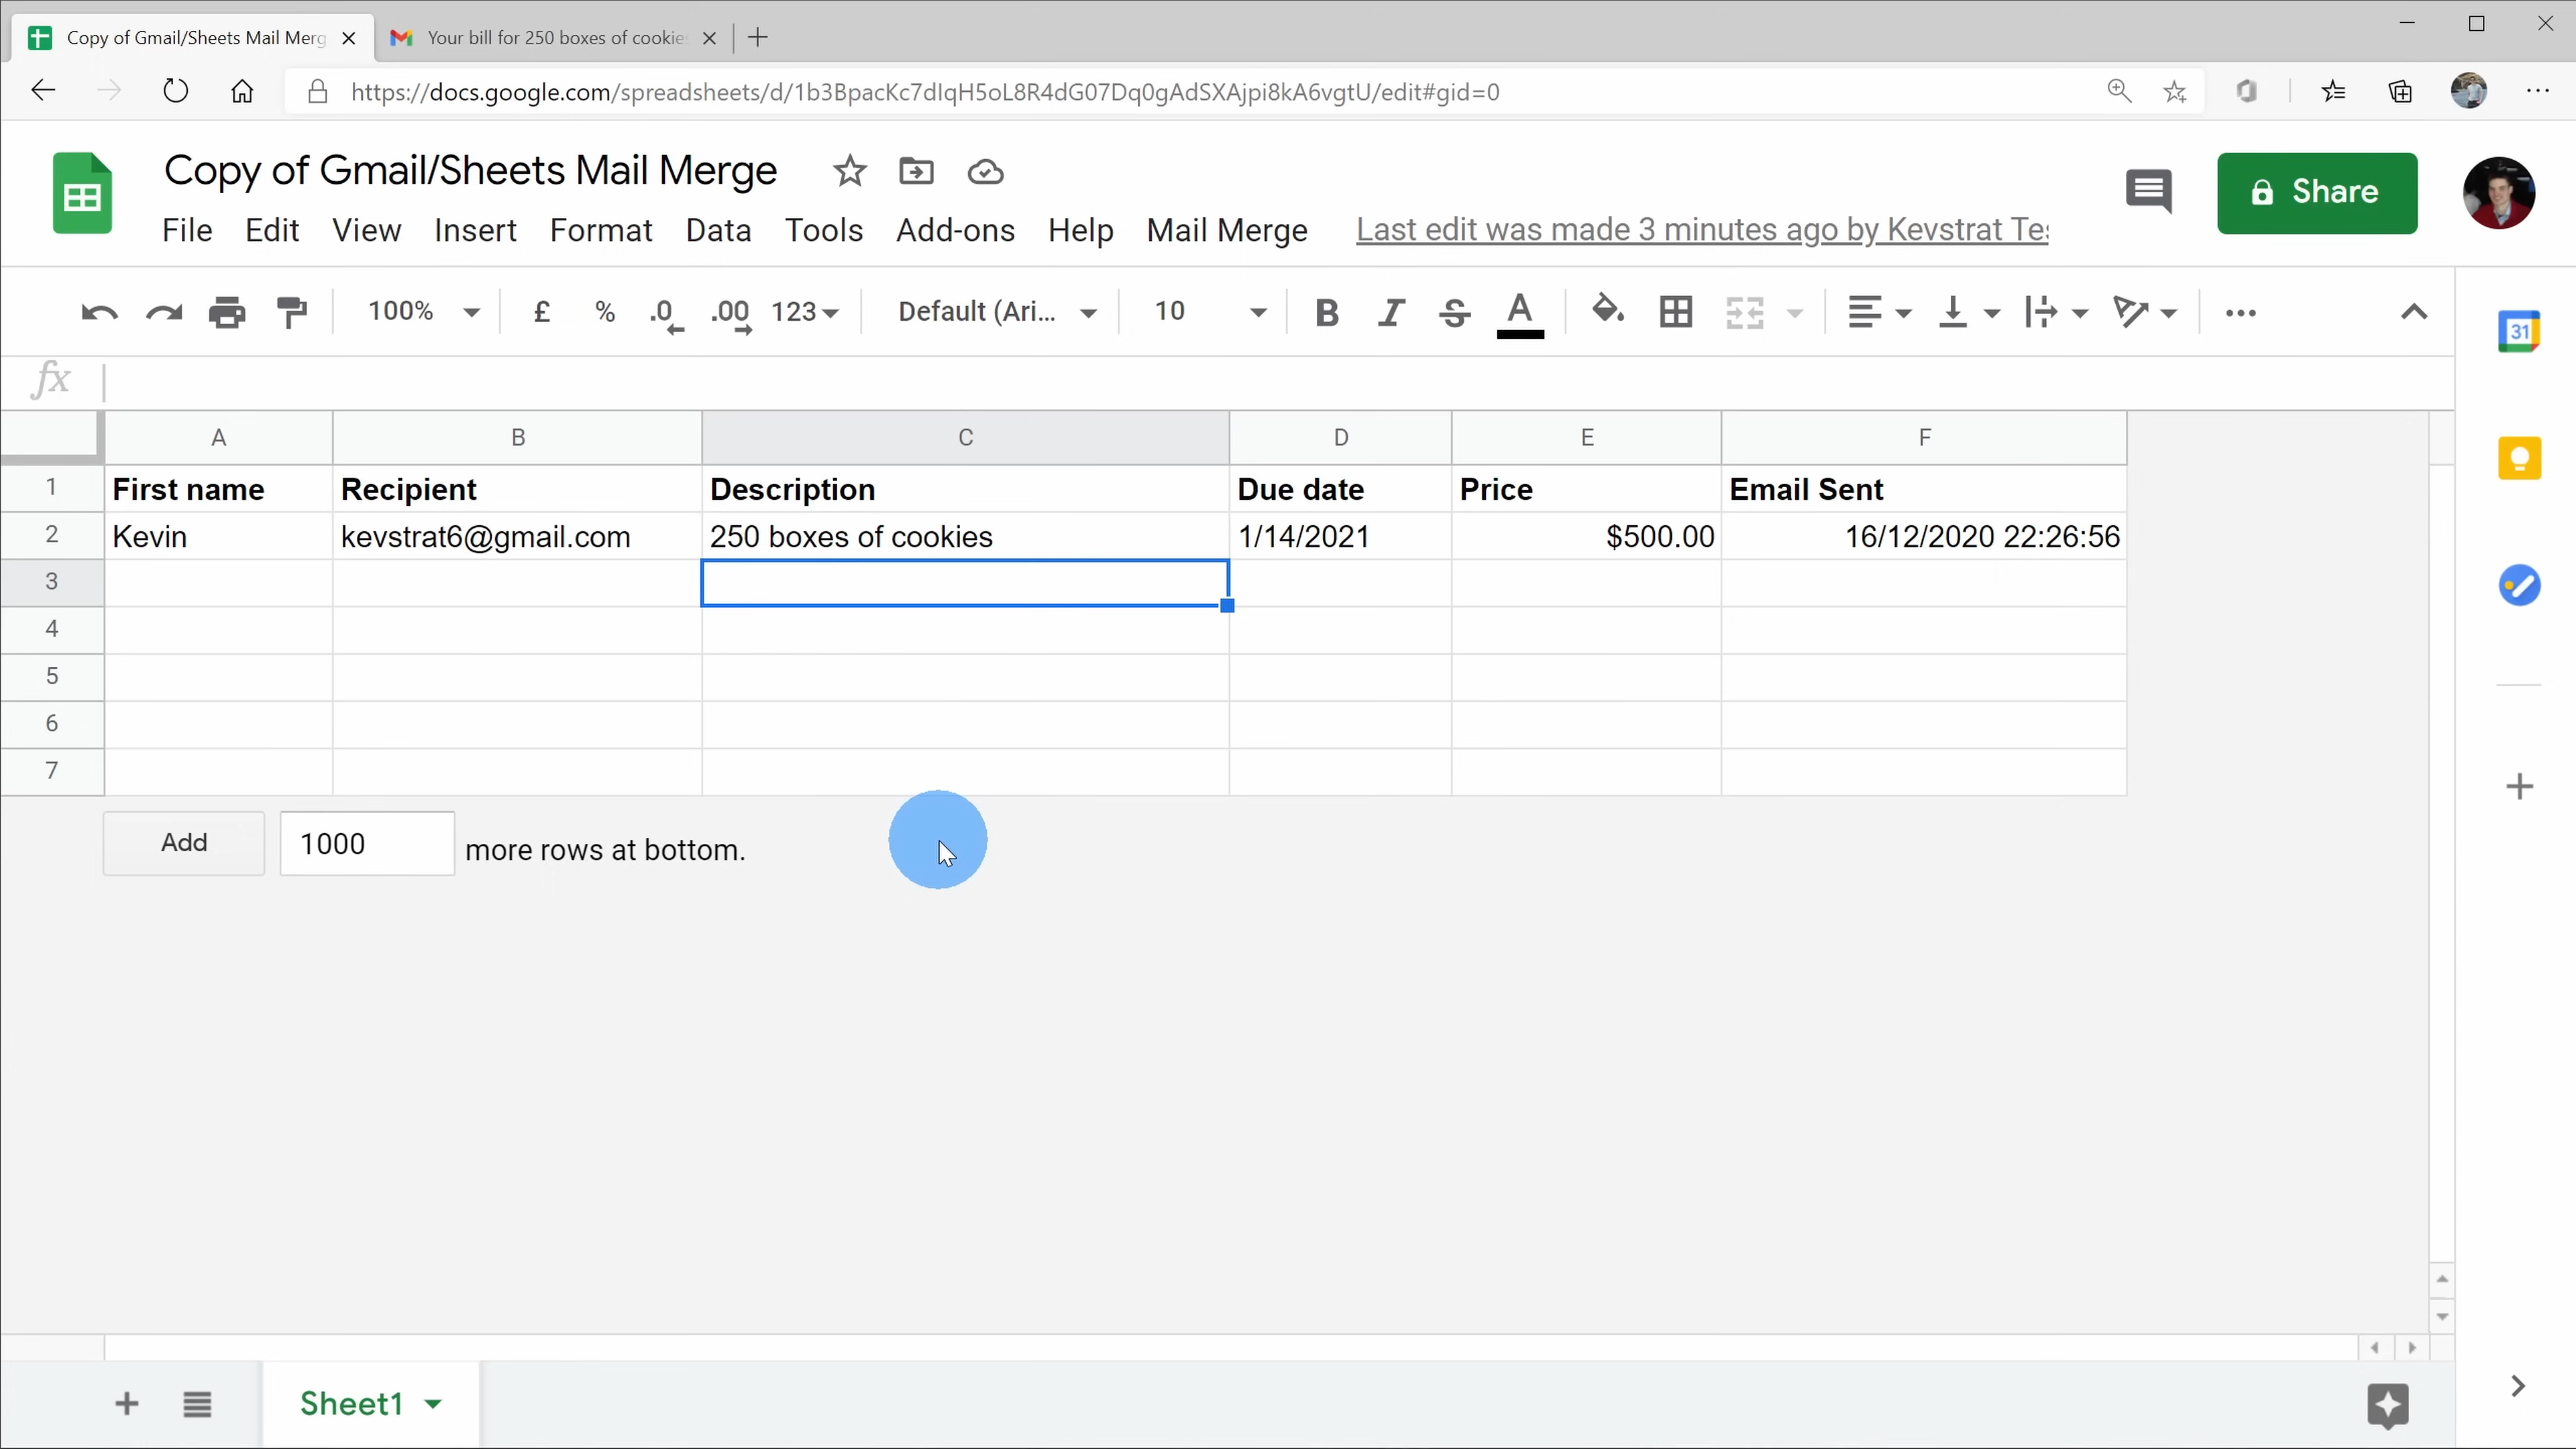 Copy of Gmail/Sheets Mail Merg
Your bill for 250 boxes of cookie
https://docs.google.com/spreadsheets/d/1b3BpacKc7dIqH5oL8R4dG07Dq0gAdSXAjpi8kA6vgtU/edit#gid=0
Copy of Gmail/Sheets Mail Merge
Share
File Edit View Insert Format Data Tools Add-ons Help Mail Merge Last edit was made 3 minutes ago by Kevstrat Tes
100% £ % .0 .00 123 Default (Ari... 10 B I S A
31
fx
A B C D E F
1 First name Recipient Description Due date Price Email Sent
2 Kevin kevstrat6@gmail.com 250 boxes of cookies 1/14/2021 $500.00 16/12/2020 22:26:56
3
4
5
6
7
Add 1000 more rows at bottom.
Sheet1